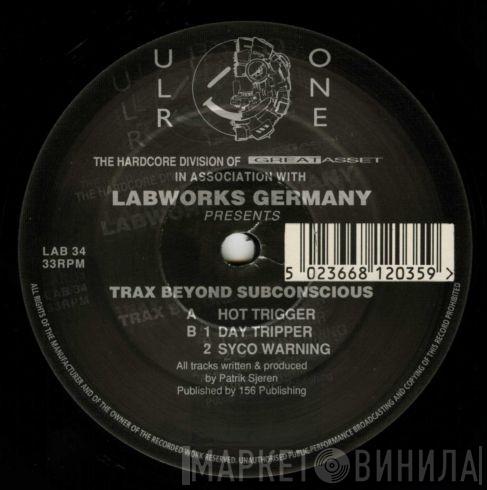 ULR
ONE
THE HARDCORE DIVISION OF GREAT ASSET
IN ASSOCIATION WITH
LABWORKS GERMANY
PRESENTS
LAB 34
33RPM
5 023668 120359 >
TRAX BEYOND SUBCONSCIOUS
A HOT TRIGGER
B 1 DAY TRIPPER
2 SYCO WARNING
All tracks written & produced
by Patrik Sjeren
Published by 156 Publishing
ALL RIGHTS OF THE MANUFACTURER AND OF THE OWNER OF THE RECORDED WORK RESERVED. UNAUTHORISED PUBLIC PERFORMANCE BROADCASTING AND COPYING OF THIS RECORD PROHIBITED
МАРКЕТ ВИНИЛА